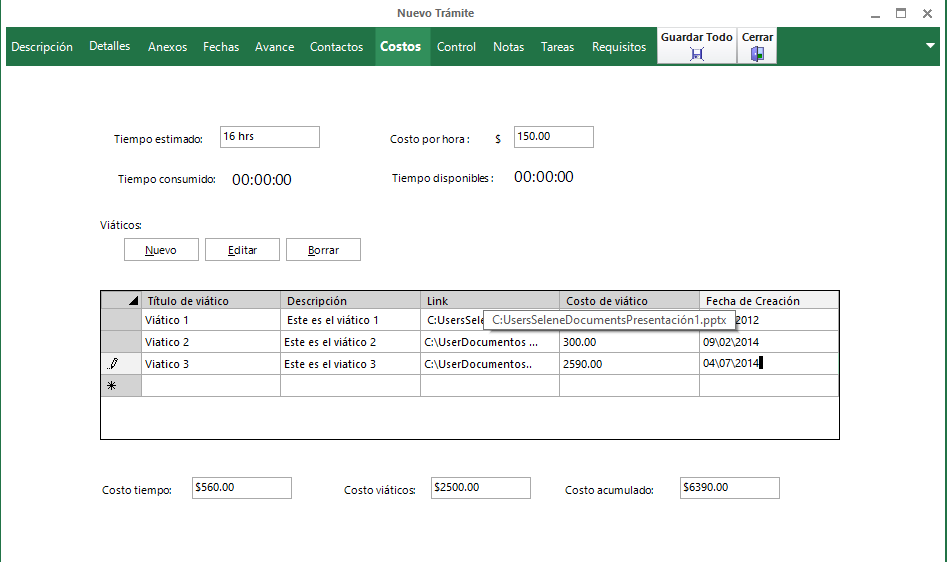 Nuevo Trámite
Descripción Detalles Anexos Fechas Avance Contactos Costos Control Notas Tareas Requisitos Guardar Todo Cerrar
Tiempo estimado: 16 hrs Costo por hora : $ 150.00
Tiempo consumido: 00:00:00 Tiempo disponibles : 00:00:00
Viáticos:
Nuevo Editar Borrar
Título de viático Descripción Link Costo de viático Fecha de Creación
Viático 1 Este es el viático 1 C:UsersSele C:UsersSeleneDocumentsPresentación1.pptx 2012
Viatico 2 Este es el viático 2 C:\UserDocumentos ... 300.00 09\02\2014
Viatico 3 Este es el viatico 3 C:\UserDocumentos.. 2590.00 04\07\2014
Costo tiempo: $560.00 Costo viáticos: $2500.00 Costo acumulado: $6390.00